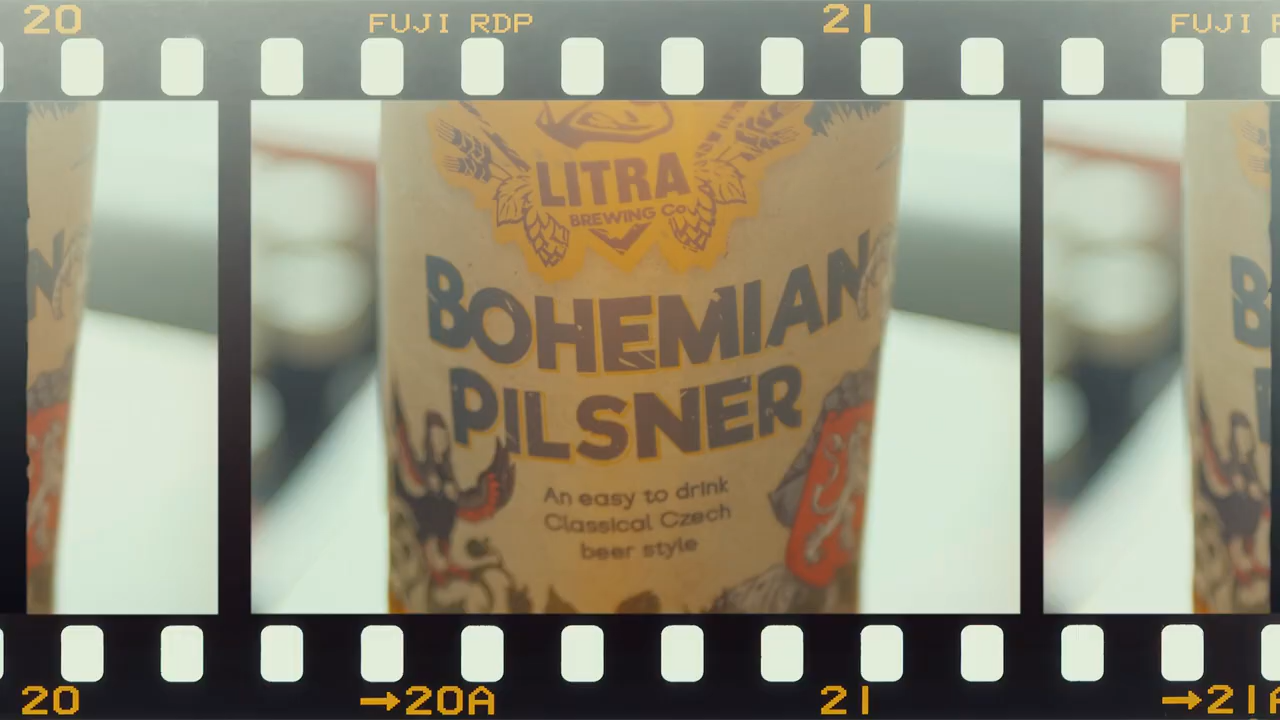 20
FUJI RDP
21
FUJI
LITRA
BREWING Co
BOHEMIAN
PILSNER
An easy to drink
Classical Czech
beer style
20
→20A
21
→21A